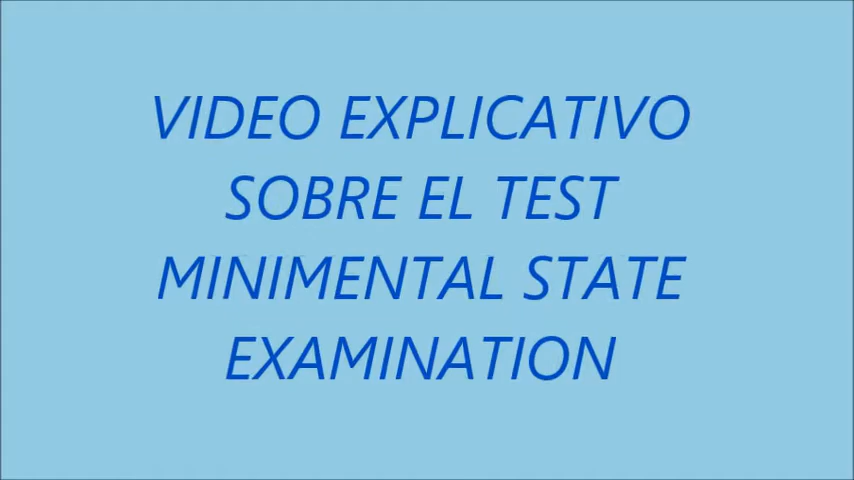 VIDEO EXPLICATIVO
SOBRE EL TEST
MINIMENTAL STATE
EXAMINATION